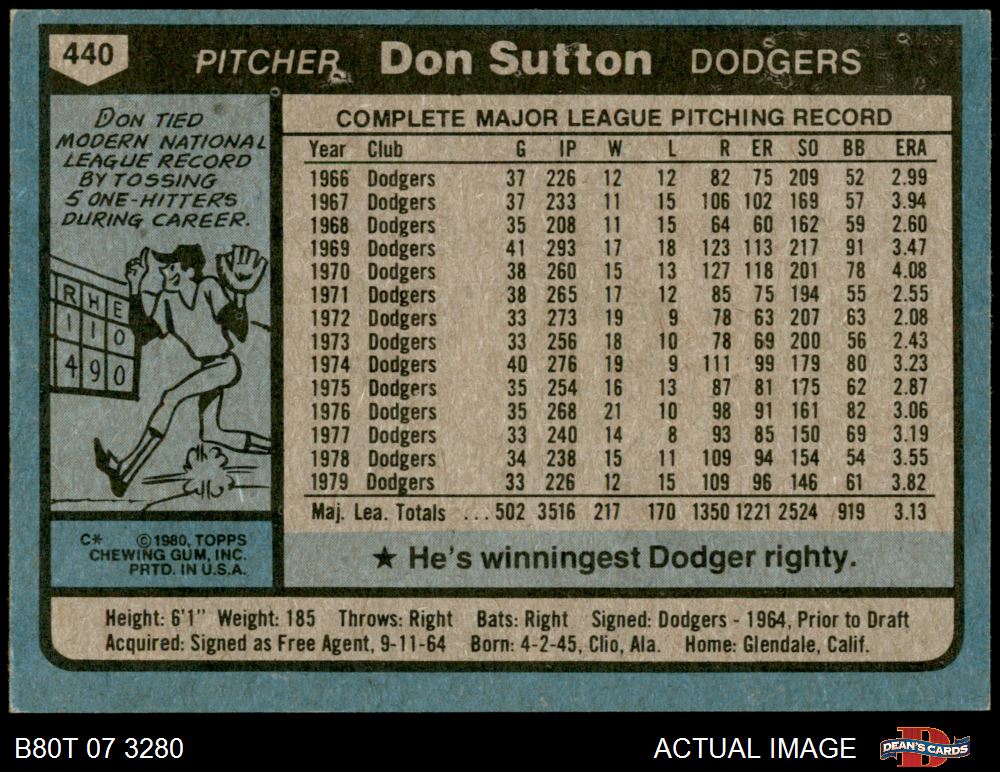 440
PITCHER Don Sutton DODGERS
DON TIED
MODERN NATIONAL
LEAGUE RECORD
BY TOSSING
5 ONE-HITTERS
DURING CAREER.
R H E
1 1 0
4 9 0
C* ©1980, TOPPS
CHEWING GUM, INC.
PRTD. IN U.S.A.
COMPLETE MAJOR LEAGUE PITCHING RECORD
Year Club G IP W L R ER SO BB ERA
1966 Dodgers 37 226 12 12 82 75 209 52 2.99
1967 Dodgers 37 233 11 15 106 102 169 57 3.94
1968 Dodgers 35 208 11 15 64 60 162 59 2.60
1969 Dodgers 41 293 17 18 123 113 217 91 3.47
1970 Dodgers 38 260 15 13 127 118 201 78 4.08
1971 Dodgers 38 265 17 12 85 75 194 55 2.55
1972 Dodgers 33 273 19 9 78 63 207 63 2.08
1973 Dodgers 33 256 18 10 78 69 200 56 2.43
1974 Dodgers 40 276 19 9 111 99 179 80 3.23
1975 Dodgers 35 254 16 13 87 81 175 62 2.87
1976 Dodgers 35 268 21 10 98 91 161 82 3.06
1977 Dodgers 33 240 14 8 93 85 150 69 3.19
1978 Dodgers 34 238 15 11 109 94 154 54 3.55
1979 Dodgers 33 226 12 15 109 96 146 61 3.82
Maj. Lea. Totals ...502 3516 217 170 1350 1221 2524 919 3.13
★ He's winningest Dodger righty.
Height: 6'1" Weight: 185 Throws: Right Bats: Right Signed: Dodgers - 1964, Prior to Draft
Acquired: Signed as Free Agent, 9-11-64 Born: 4-2-45, Clio, Ala. Home: Glendale, Calif.
B80T 07 3280 ACTUAL IMAGE DEAN'S CARDS